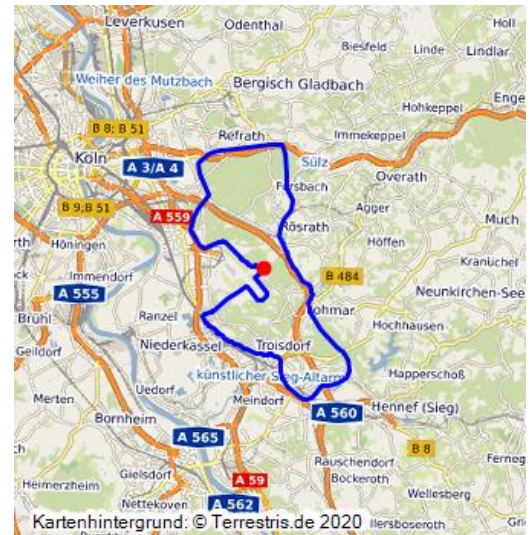 Leverkusen
Odenthal
Holl
Biesfeld
Linde
Lindlar
Weiher des Mutzbach
Bergisch Gladbach
Enge
Hohkeppel
B 8; B 51
Refrath
Immekeppel
Köln
A 3/A 4
Sülz
Overath
Forsbach
B 9;B 51
Agger
A 559
Rösrath
Much
Höningen
Höffen
Immendorf
Kranüchel
B 484
A 555
Neunkirchen-See
Brühl
Ranzel
Lohmar
Hochhausen
Geildorf
Niederkassel
Troisdorf
künstlicher Sieg-Altarm
Happerschoß
Merten
Uedorf
Meindorf
A 560
Hennef (Sieg)
Bornheim
A 565
B 8
Gielsdorf
A 59
Rauschendorf
Heimerzheim
Bockeroth
Wellesberg
Nettekoven
A 562
Kartenhintergrund: © Terrestris.de 2020